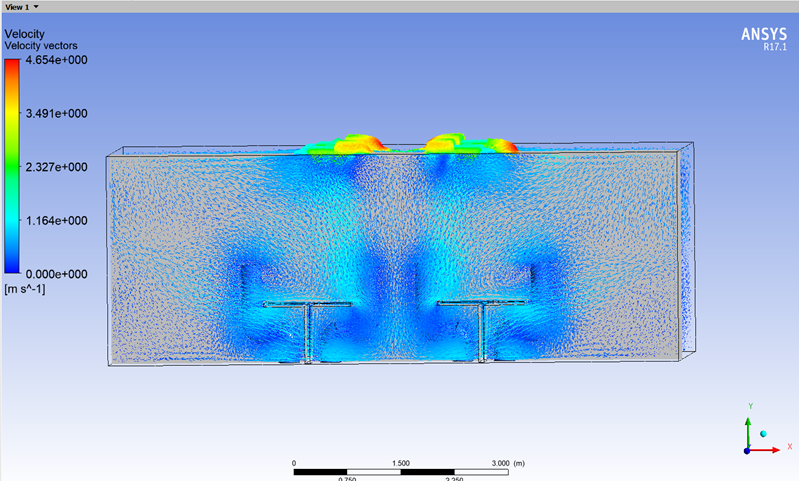 View 1
Velocity
Velocity vectors
4.654e+000
3.491e+000
2.327e+000
1.164e+000
0.000e+000
[m s^-1]
ANSYS
R17.1
Y
X
0 1.500 3.000 (m)
0.750 2.250